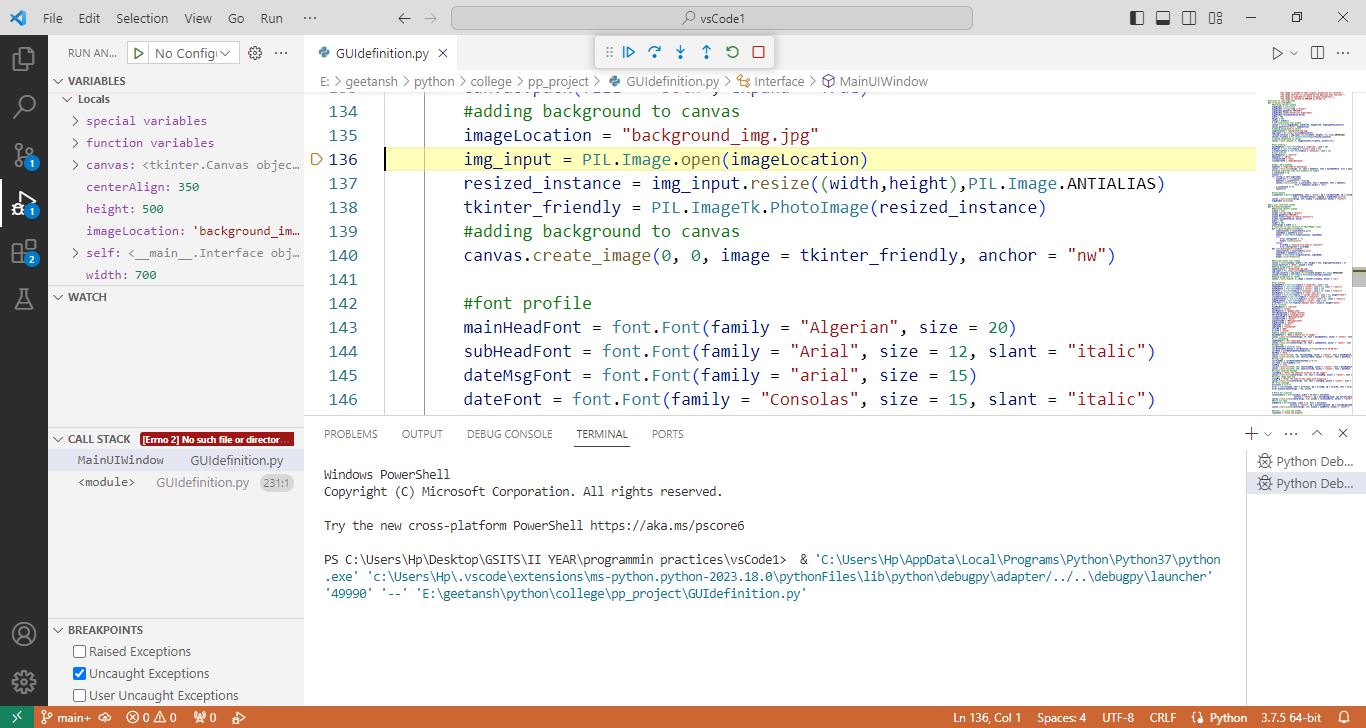 File Edit Selection View Go Run ··· vsCode1
RUN AN... No Config
GUIdefinition.py
E: > geetansh > python > college > pp_project > GUIdefinition.py > Interface > MainUIWindow
VARIABLES
Locals
special variables
function variables
canvas: <tkinter.Canvas objec...
centerAlign: 350
height: 500
imageLocation: 'background_im...
self: <__main__.Interface obj...
width: 700
WATCH
CALL STACK [Errno 2] No such file or director...
MainUIWindow GUIdefinition.py
<module> GUIdefinition.py 231:1
BREAKPOINTS
Raised Exceptions
Uncaught Exceptions
User Uncaught Exceptions
134 #adding background to canvas
135 imageLocation = "background_img.jpg"
136 img_input = PIL.Image.open(imageLocation)
137 resized_instance = img_input.resize((width,height),PIL.Image.ANTIALIAS)
138 tkinter_friendly = PIL.ImageTk.PhotoImage(resized_instance)
139 #adding background to canvas
140 canvas.create_image(0, 0, image = tkinter_friendly, anchor = "nw")
141
142 #font profile
143 mainHeadFont = font.Font(family = "Algerian", size = 20)
144 subHeadFont = font.Font(family = "Arial", size = 12, slant = "italic")
145 dateMsgFont = font.Font(family = "arial", size = 15)
146 dateFont = font.Font(family = "Consolas", size = 15, slant = "italic")
PROBLEMS OUTPUT DEBUG CONSOLE TERMINAL PORTS
Windows PowerShell
Copyright (C) Microsoft Corporation. All rights reserved.
Try the new cross-platform PowerShell https://aka.ms/pscore6
PS C:\Users\Hp\Desktop\GSITS\II YEAR\programmin practices\vsCode1> & 'C:\Users\Hp\AppData\Local\Programs\Python\Python37\python
.exe' 'c:\Users\Hp\.vscode\extensions\ms-python.python-2023.18.0\pythonFiles\lib\python\debugpy\adapter/../..\debugpy\launcher'
'49990' '--' 'E:\geetansh\python\college\pp_project\GUIdefinition.py'
Python Deb...
Python Deb...
1
1
2
main+ 0 0 0 Ln 136, Col 1 Spaces: 4 UTF-8 CRLF Python 3.7.5 64-bit